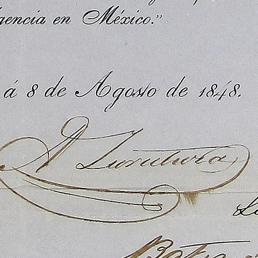 gencia en México."
á 8 de Agosto de 1848.
A Zurutuza